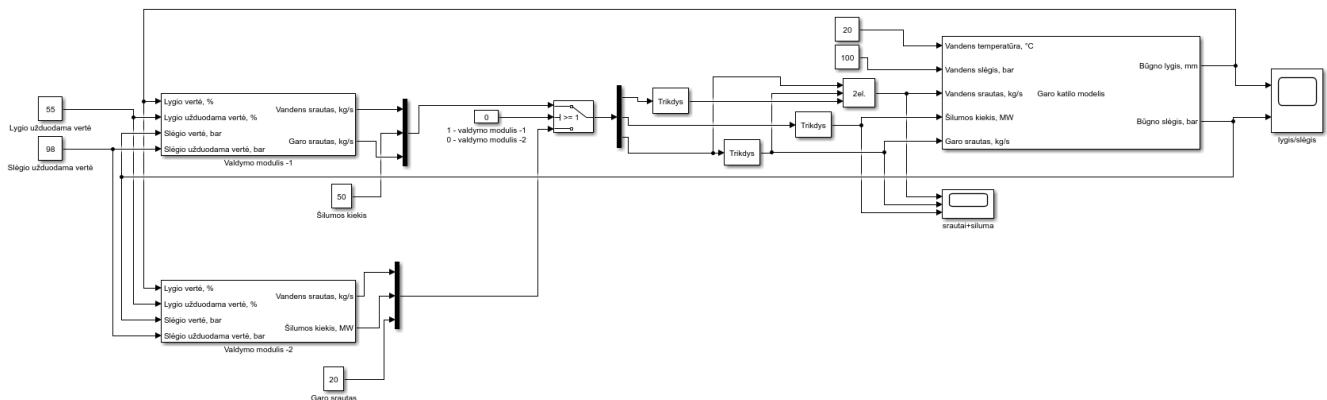 20
100
Vandens temperatūra, °C
Vandens slėgis, bar
Vandens srautas, kg/s
Garo katilo modelis
Šilumos kiekis, MW
Garo srautas, kg/s
Būgno lygis, mm
Būgno slėgis, bar
lygis/slėgis
55
Lygio užduodama vertė
98
Slėgio užduodama vertė
Lygio vertė, %
Lygio užduodama vertė, %
Slėgio vertė, bar
Slėgio užduodama vertė, bar
Vandens srautas, kg/s
Garo srautas, kg/s
Valdymo modulis -1
50
Šilumos kiekis
0
1 - valdymo modulis -1
0 - valdymo modulis -2
>= 1
Trikdys
Trikdys
Trikdys
2el.
srautai+siluma
Lygio vertė, %
Lygio užduodama vertė, %
Slėgio vertė, bar
Slėgio užduodama vertė, bar
Vandens srautas, kg/s
Šilumos kiekis, MW
Valdymo modulis -2
20
Garo srautas